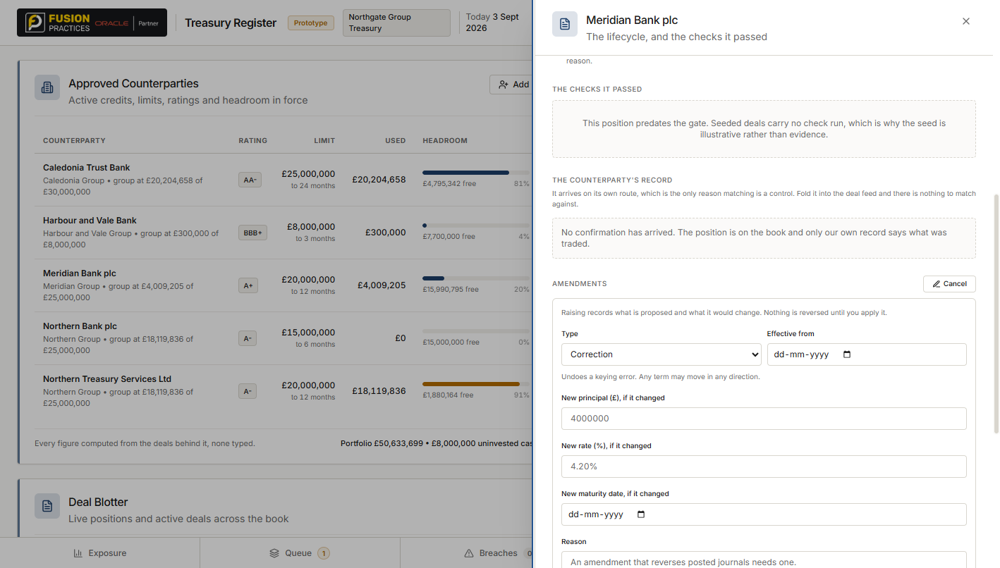 FUSION
PRACTICES
ORACLE
Partner
Treasury Register
Prototype
Northgate Group
Treasury
Today 3 Sept
2026
Approved Counterparties
Active credits, limits, ratings and headroom in force
Add
COUNTERPARTY RATING LIMIT USED HEADROOM
Caledonia Trust Bank
Caledonia Group • group at £20,204,658 of
£30,000,000
AA-
£25,000,000
to 24 months
£20,204,658
£4,795,342 free 81%
Harbour and Vale Bank
Harbour and Vale Group • group at £300,000 of
£8,000,000
BBB+
£8,000,000
to 3 months
£300,000
£7,700,000 free 4%
Meridian Bank plc
Meridian Group • group at £4,009,205 of
£25,000,000
A+
£20,000,000
to 12 months
£4,009,205
£15,990,795 free 20%
Northern Bank plc
Northern Group • group at £18,119,836 of
£25,000,000
A-
£15,000,000
to 6 months
£0
£15,000,000 free 0%
Northern Treasury Services Ltd
Northern Group • group at £18,119,836 of
£25,000,000
A-
£20,000,000
to 12 months
£18,119,836
£1,880,164 free 91%
Every figure computed from the deals behind it, none typed.
Portfolio £50,633,699 • £8,000,000 uninvested cas
Deal Blotter
Live positions and active deals across the book
Exposure
Queue 1
Breaches 0
Meridian Bank plc
The lifecycle, and the checks it passed
reason.
THE CHECKS IT PASSED
This position predates the gate. Seeded deals carry no check run, which is why the seed is
illustrative rather than evidence.
THE COUNTERPARTY'S RECORD
It arrives on its own route, which is the only reason matching is a control. Fold it into the deal feed and there is nothing to match
against.
No confirmation has arrived. The position is on the book and only our own record says what was
traded.
AMENDMENTS
Cancel
Raising records what is proposed and what it would change. Nothing is reversed until you apply it.
Type
Correction
Effective from
dd-mm-yyyy
Undoes a keying error. Any term may move in any direction.
New principal (£), if it changed
4000000
New rate (%), if it changed
4.20%
New maturity date, if it changed
dd-mm-yyyy
Reason
An amendment that reverses posted journals needs one.